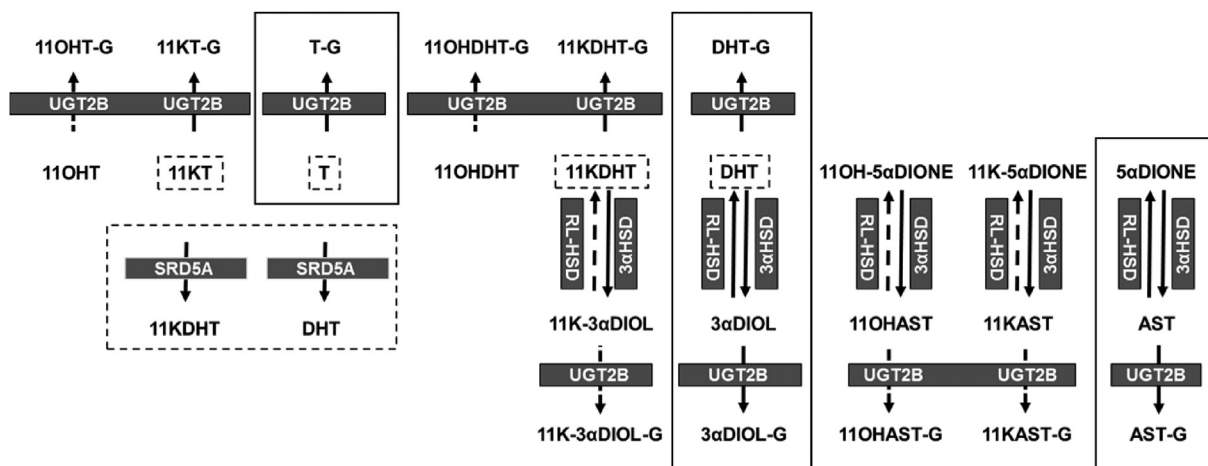 11OHT-G 11KT-G T-G 11OHDHT-G 11KDHT-G DHT-G
UGT2B UGT2B UGT2B UGT2B UGT2B UGT2B
11OHT 11KT T 11OHDHT 11KDHT DHT 11OH-5αDIONE 11K-5αDIONE 5αDIONE
RL-HSD 3αHSD RL-HSD 3αHSD RL-HSD 3αHSD RL-HSD 3αHSD RL-HSD 3αHSD
SRD5A SRD5A
11KDHT DHT 11K-3αDIOL 3αDIOL 11OHAST 11KAST AST
UGT2B UGT2B UGT2B UGT2B UGT2B
11K-3αDIOL-G 3αDIOL-G 11OHAST-G 11KAST-G AST-G